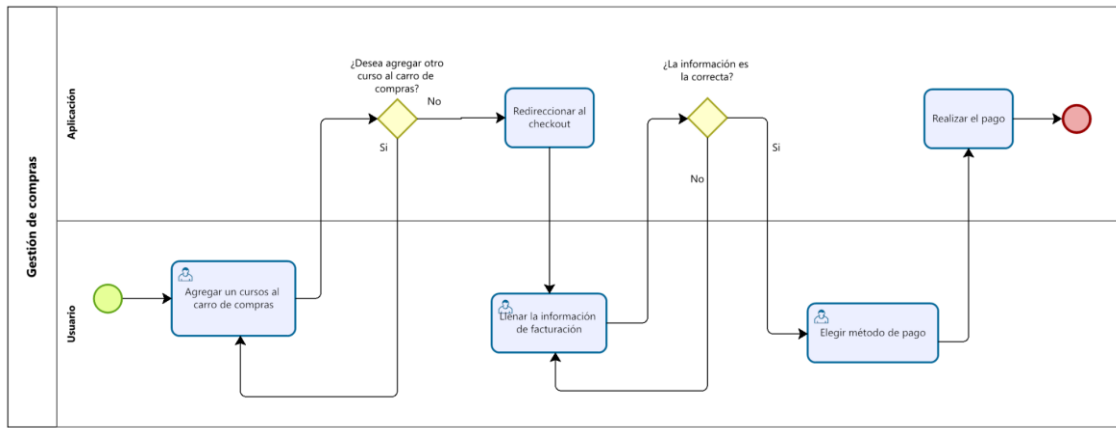 Gestión de compras
Aplicación
¿Desea agregar otro
curso al carro de
compras?
No
Si
Redireccionar al
checkout
¿La información es
la correcta?
Si
No
Realizar el pago
Usuario
Agregar un cursos al
carro de compras
Llenar la información
de facturación
Elegir método de pago